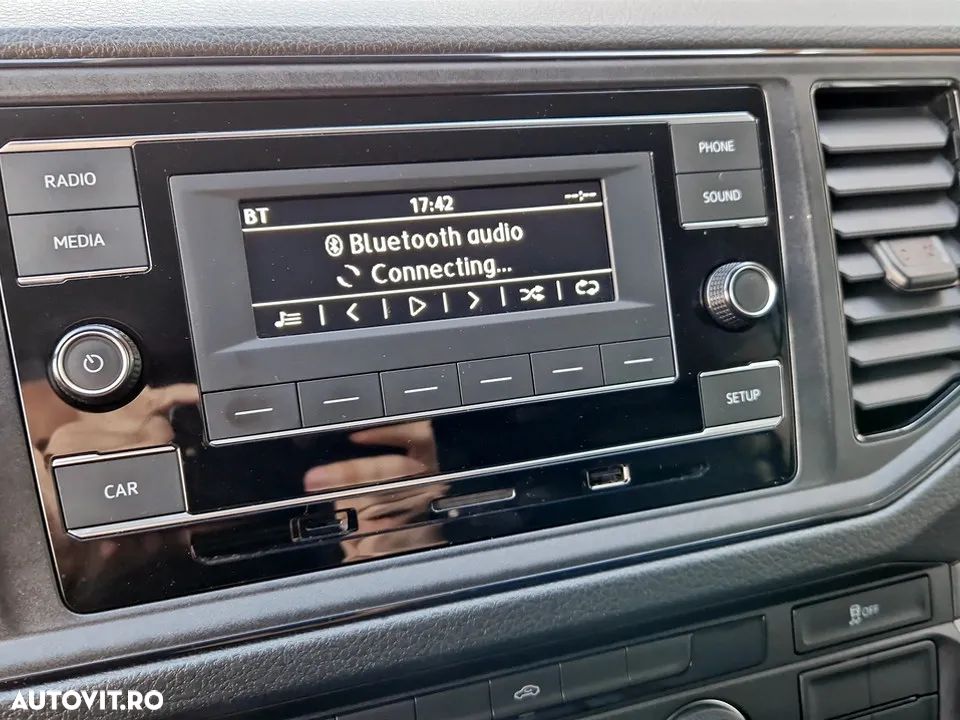 RADIO
MEDIA
BT 17:42
Bluetooth audio
Connecting...
PHONE
SOUND
SETUP
CAR
OFF
AUTOVIT.RO